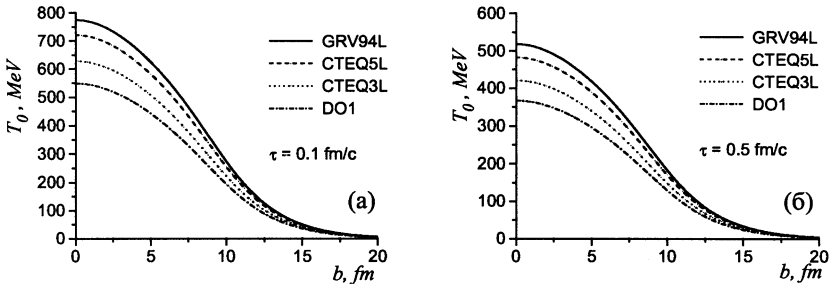 800
700
600
500
400
300
200
100
0
T₀, MeV
GRV94L
CTEQ5L
CTEQ3L
DO1
τ = 0.1 fm/c
(а)
0 5 10 15 20
b, fm
600
500
400
300
200
100
0
T₀, MeV
GRV94L
CTEQ5L
CTEQ3L
DO1
τ = 0.5 fm/c
(б)
0 5 10 15 20
b, fm